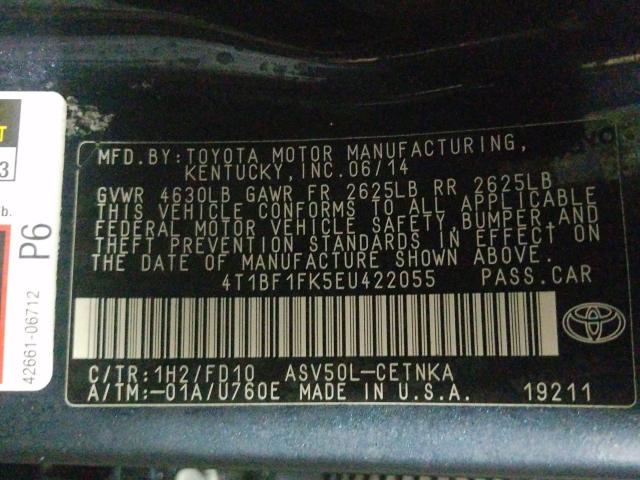 MFD. BY: TOYOTA MOTOR MANUFACTURING,
KENTUCKY, INC. 06/14
GVWR 4630LB GAWR FR 2625LB RR 2625LB
THIS VEHICLE CONFORMS TO ALL APPLICABLE
FEDERAL MOTOR VEHICLE SAFETY, BUMPER, AND
THEFT PREVENTION STANDARDS IN EFFECT ON
THE DATE OF MANUFACTURE SHOWN ABOVE.
4T1BF1FK5EU422055 PASS. CAR
C/TR: 1H2/FD10 ASV50L-CETNKA
A/TM: -01A/U760E MADE IN U.S.A. 19211
P6
42661-06712
3